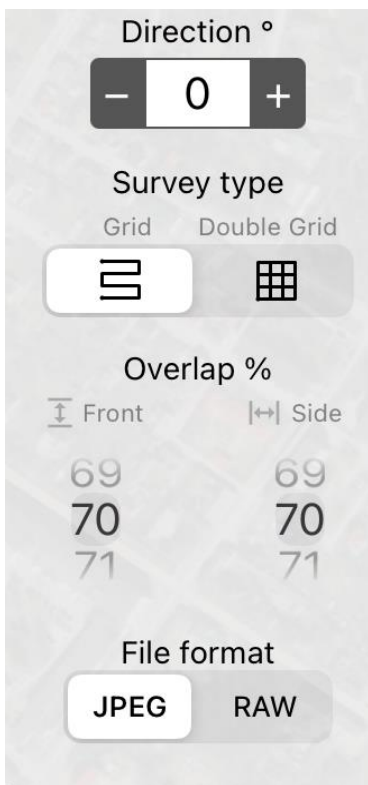 Direction °
− 0 +
Survey type
Grid Double Grid
Overlap %
Front Side
69 69
70 70
71 71
File format
JPEG RAW